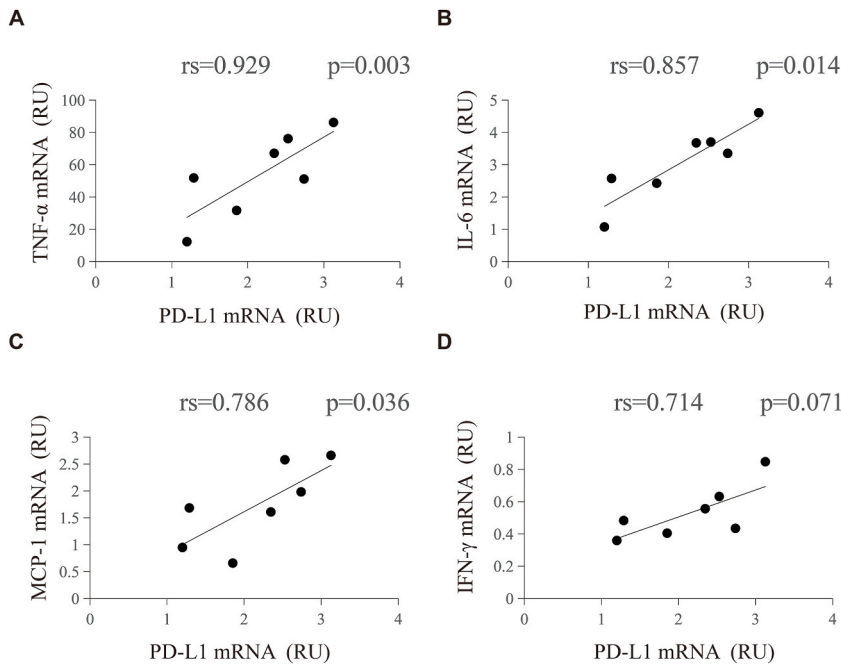 A
rs=0.929 p=0.003
TNF-α mRNA (RU)
100
80
60
40
20
0
0 1 2 3 4
PD-L1 mRNA (RU)
B
rs=0.857 p=0.014
IL-6 mRNA (RU)
5
4
3
2
1
0
0 1 2 3 4
PD-L1 mRNA (RU)
C
rs=0.786 p=0.036
MCP-1 mRNA (RU)
3
2.5
2
1.5
1
0.5
0
0 1 2 3 4
PD-L1 mRNA (RU)
D
rs=0.714 p=0.071
IFN-γ mRNA (RU)
1
0.8
0.6
0.4
0.2
0
0 1 2 3 4
PD-L1 mRNA (RU)